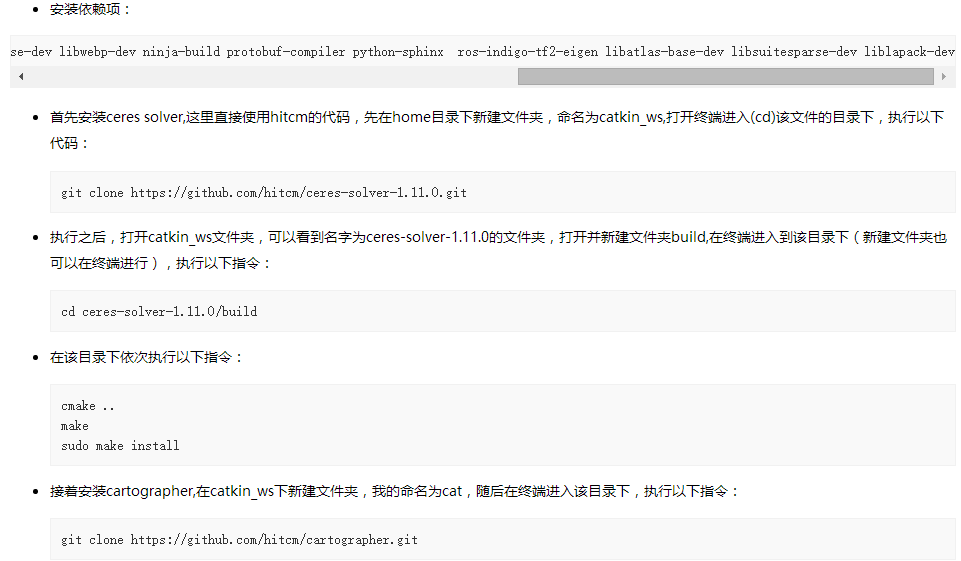 安装依赖项：
se-dev libwebp-dev ninja-build protobuf-compiler python-sphinx  ros-indigo-tf2-eigen libatlas-base-dev libsuitesparse-dev liblapack-dev
首先安装ceres solver,这里直接使用hitcm的代码，先在home目录下新建文件夹，命名为catkin_ws,打开终端进入(cd)该文件的目录下，执行以下
代码：
git clone https://github.com/hitcm/ceres-solver-1.11.0.git
执行之后，打开catkin_ws文件夹，可以看到名字为ceres-solver-1.11.0的文件夹，打开并新建文件夹build,在终端进入到该目录下（新建文件夹也
可以在终端进行），执行以下指令：
cd ceres-solver-1.11.0/build
在该目录下依次执行以下指令：
cmake ..
make
sudo make install
接着安装cartographer,在catkin_ws下新建文件夹，我的命名为cat，随后在终端进入该目录下，执行以下指令：
git clone https://github.com/hitcm/cartographer.git